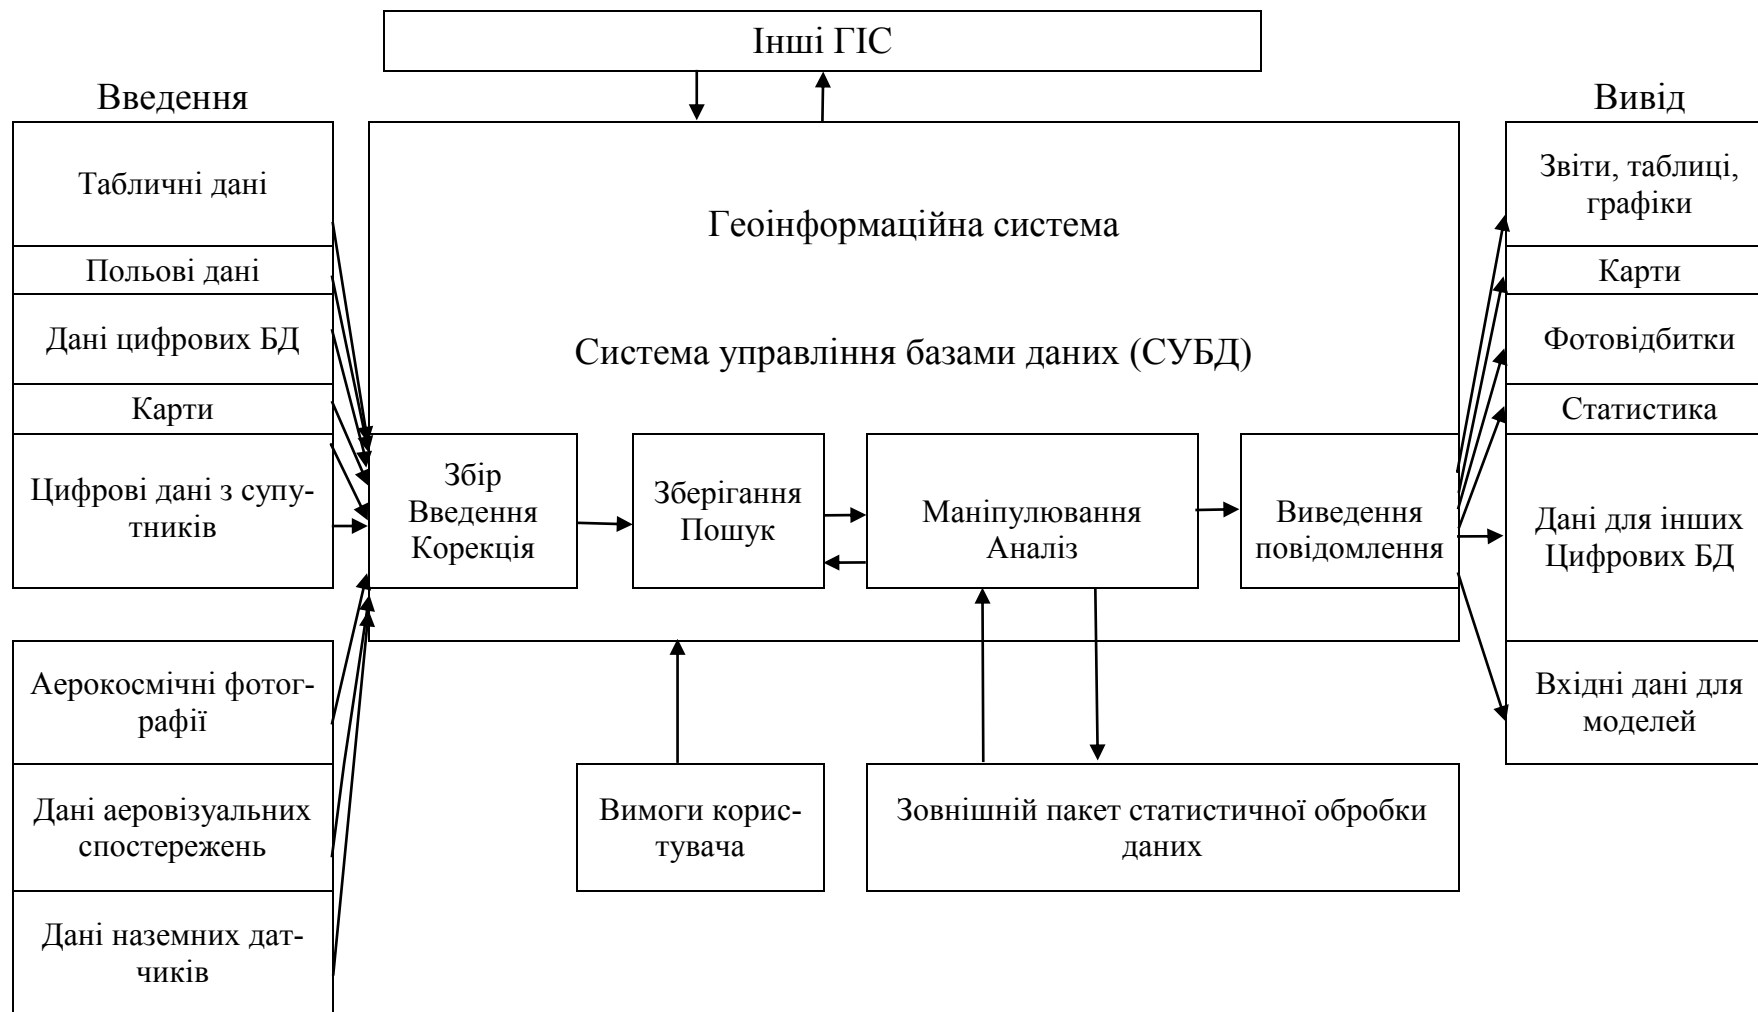 Інші ГІС
Введення
Вивід
Табличні дані
Польові дані
Дані цифрових БД
Карти
Цифрові дані з супу-
тників
Аерокосмічні фотог-
рафії
Дані аеровізуальних
спостережень
Дані наземних дат-
чиків
Геоінформаційна система
Система управління базами даних (СУБД)
Збір
Введення
Корекція
Зберігання
Пошук
Маніпулювання
Аналіз
Виведення
повідомлення
Вимоги корис-
тувача
Зовнішній пакет статистичної обробки
даних
Звіти, таблиці,
графіки
Карти
Фотовідбитки
Статистика
Дані для інших
Цифрових БД
Вхідні дані для
моделей